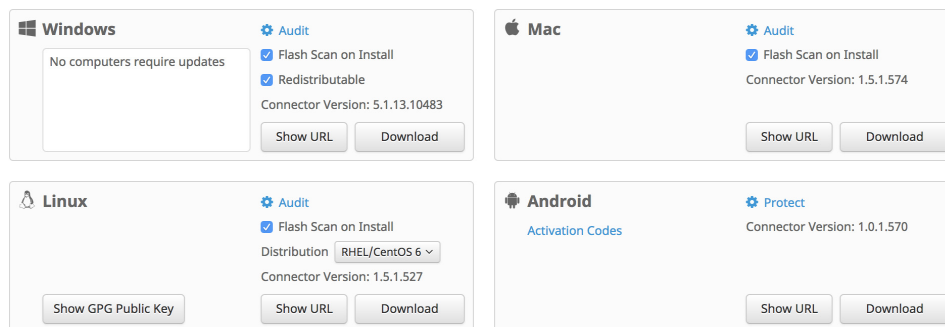 Windows
Audit
No computers require updates
Flash Scan on Install
Redistributable
Connector Version: 5.1.13.10483
Show URL
Download
Mac
Audit
Flash Scan on Install
Connector Version: 1.5.1.574
Show URL
Download
Linux
Audit
Flash Scan on Install
Distribution RHEL/CentOS 6
Connector Version: 1.5.1.527
Show GPG Public Key
Show URL
Download
Android
Protect
Activation Codes
Connector Version: 1.0.1.570
Show URL
Download